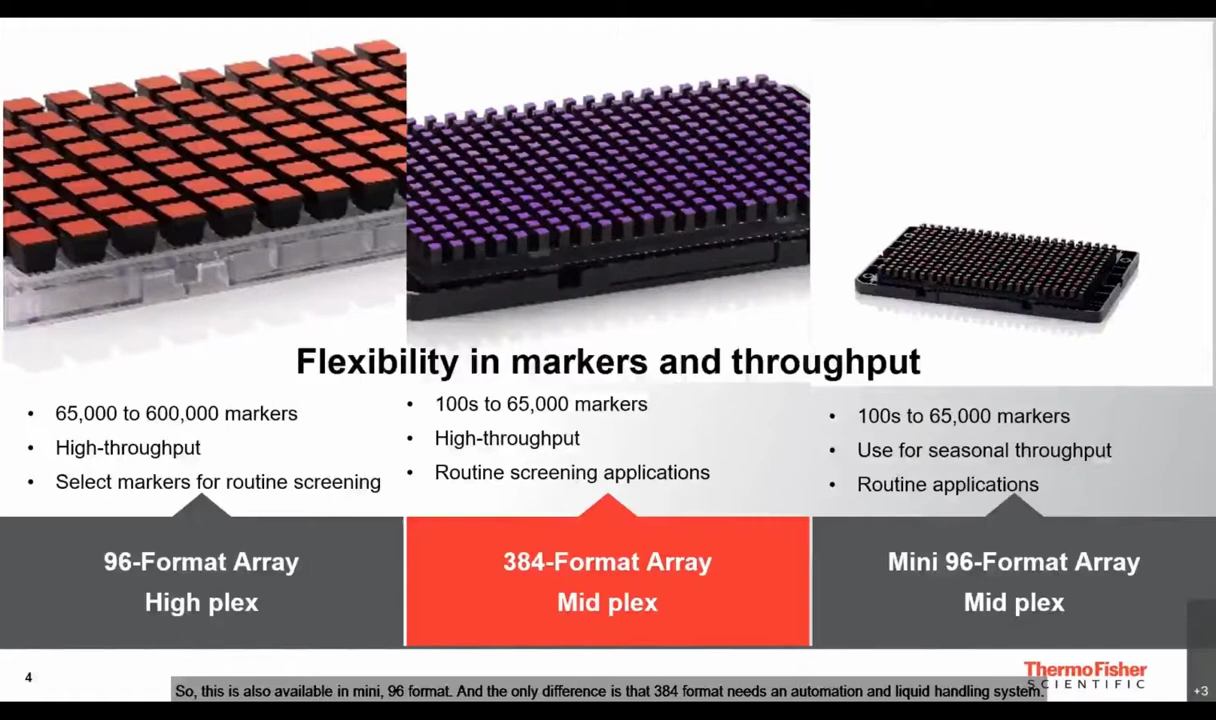 Flexibility in markers and throughput
• 65,000 to 600,000 markers
• High-throughput
• Select markers for routine screening
• 100s to 65,000 markers
• High-throughput
• Routine screening applications
• 100s to 65,000 markers
• Use for seasonal throughput
• Routine applications
96-Format Array
High plex
384-Format Array
Mid plex
Mini 96-Format Array
Mid plex
4
ThermoFisher
SCIENTIFIC
So, this is also available in mini, 96 format. And the only difference is that 384 format needs an automation and liquid handling system.
+3